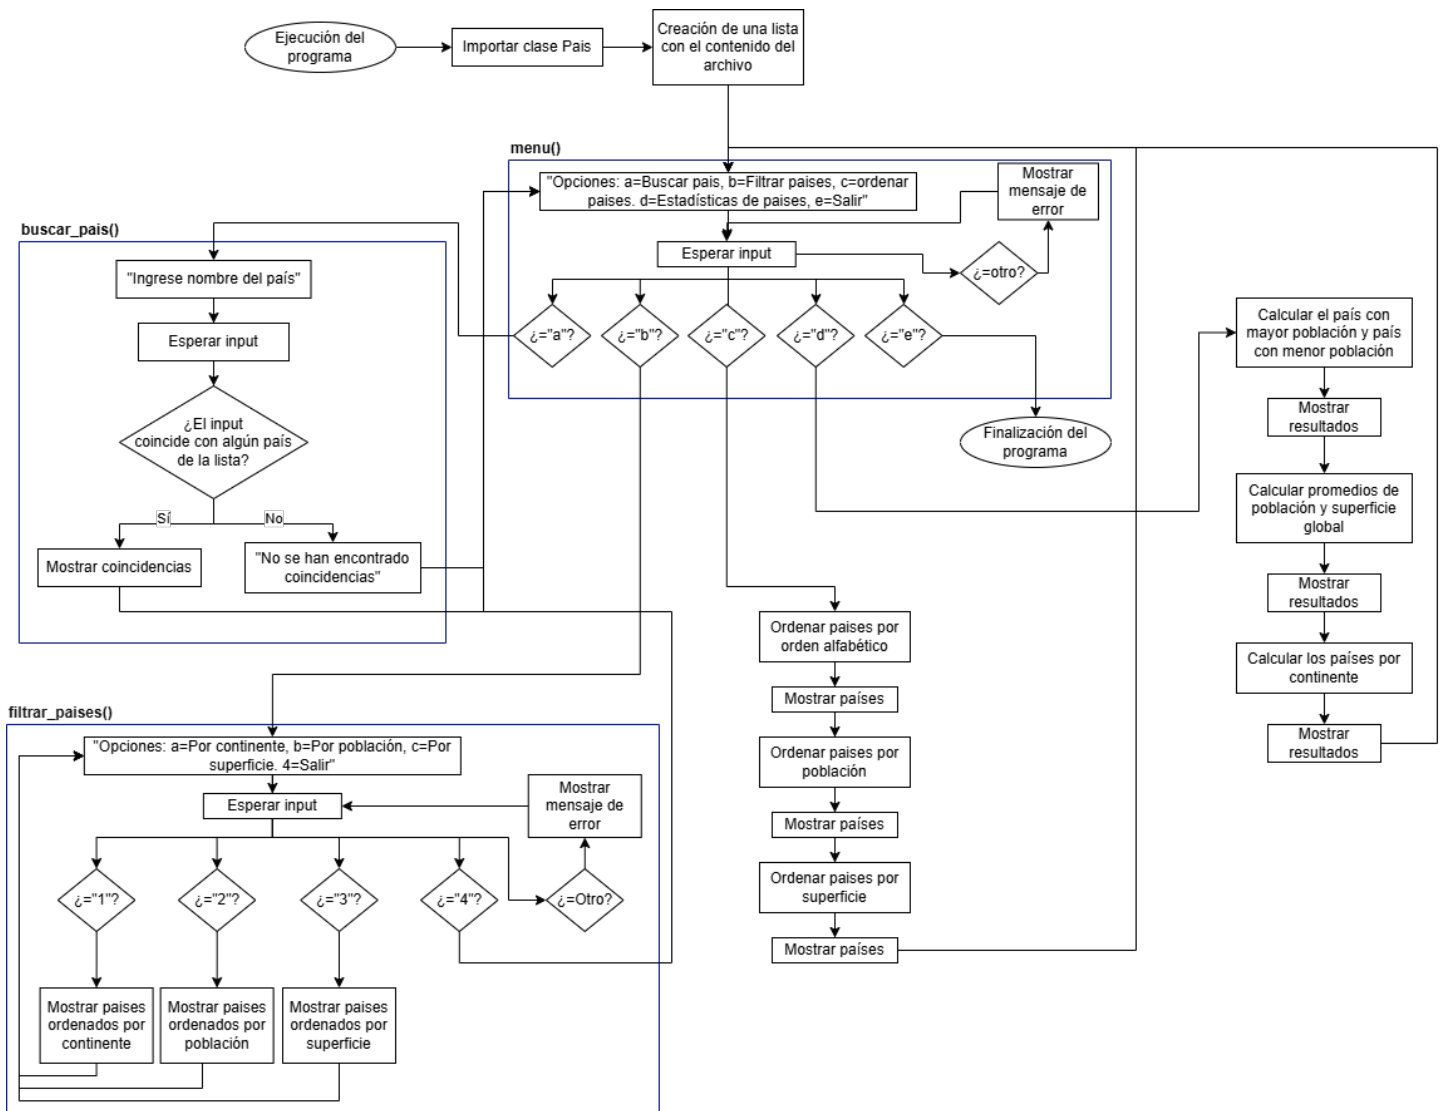 Ejecución del
programa
Importar clase Pais
Creación de una lista
con el contenido del
archivo
menu()
"Opciones: a=Buscar pais, b=Filtrar paises, c=ordenar
paises. d=Estadísticas de paises, e=Salir"
Mostrar
mensaje de
error
Esperar input
¿=otro?
¿="a"?
¿="b"?
¿="c"?
¿="d"?
¿="e"?
Finalización del
programa
buscar_pais()
"Ingrese nombre del país"
Esperar input
¿El input
coincide con algún país
de la lista?
Sí
No
Mostrar coincidencias
"No se han encontrado
coincidencias"
filtrar_paises()
"Opciones: a=Por continente, b=Por población, c=Por
superficie. 4=Salir"
Esperar input
Mostrar
mensaje de
error
¿="1"?
¿="2"?
¿="3"?
¿="4"?
¿=Otro?
Mostrar paises
ordenados por
continente
Mostrar paises
ordenados por
población
Mostrar paises
ordenados por
superficie
Ordenar paises por
orden alfabético
Mostrar países
Ordenar paises por
población
Mostrar países
Ordenar paises por
superficie
Mostrar países
Calcular el país con
mayor población y país
con menor población
Mostrar
resultados
Calcular promedios de
población y superficie
global
Mostrar
resultados
Calcular los países por
continente
Mostrar
resultados